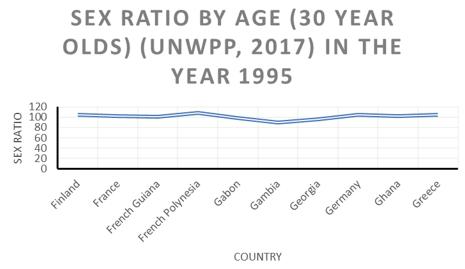 SEX RATIO BY AGE (30 YEAR
OLDS) (UNWPP, 2017) IN THE
YEAR 1995
SEX RATIO
120
100
80
60
40
20
0
Finland
France
French Guiana
French Polynesia
Gabon
Gambia
Georgia
Germany
Ghana
Greece
COUNTRY